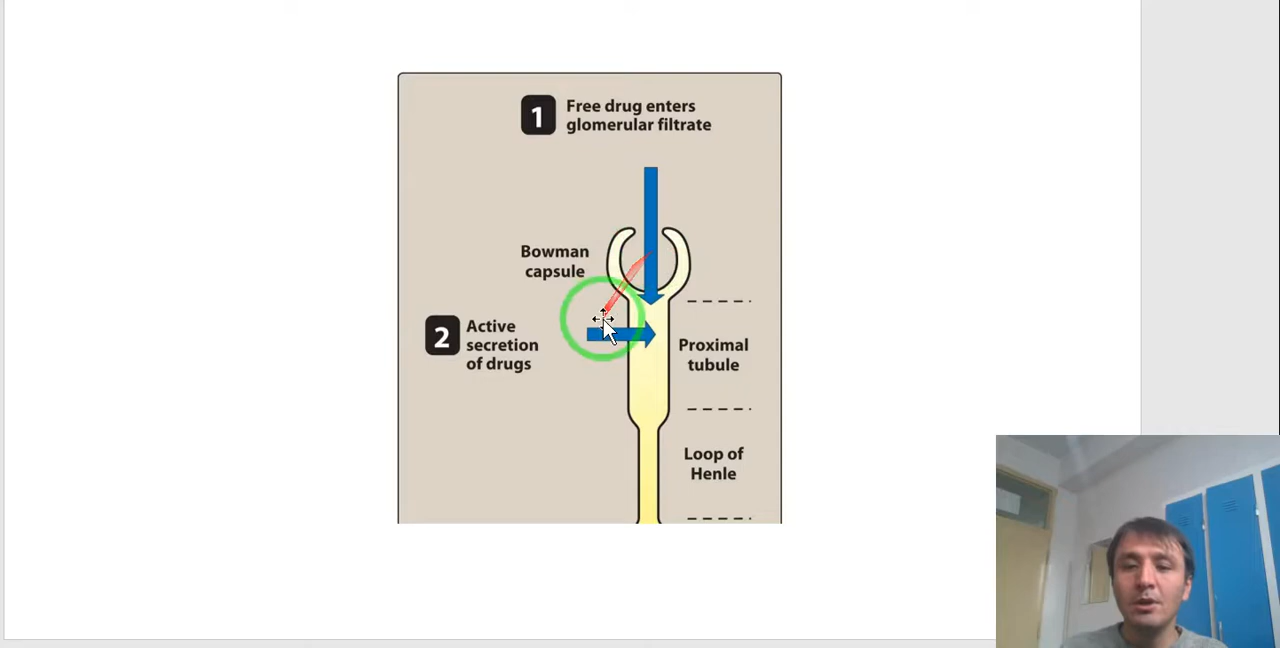 1
Free drug enters
glomerular filtrate
Bowman
capsule
2
Active
secretion
of drugs
Proximal
tubule
Loop of
Henle